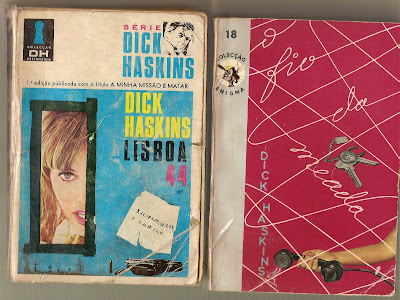 COLECÇÃO
DH
SÉRIE
DICK
HASKINS
1.ª edição publicada com o título A MINHA MISSÃO É MATAR
DICK
HASKINS
LISBOA
44
18
COLECÇÃO
ENIGMA
o
fio
da
meada
DICK HASKINS